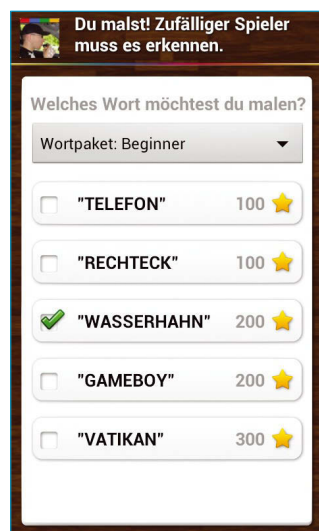 Du malst! Zufälliger Spieler
muss es erkennen.
Welches Wort möchtest du malen?
Wortpaket: Beginner
"TELEFON" 100
"RECHTECK" 100
"WASSERHAHN" 200
"GAMEBOY" 200
"VATIKAN" 300